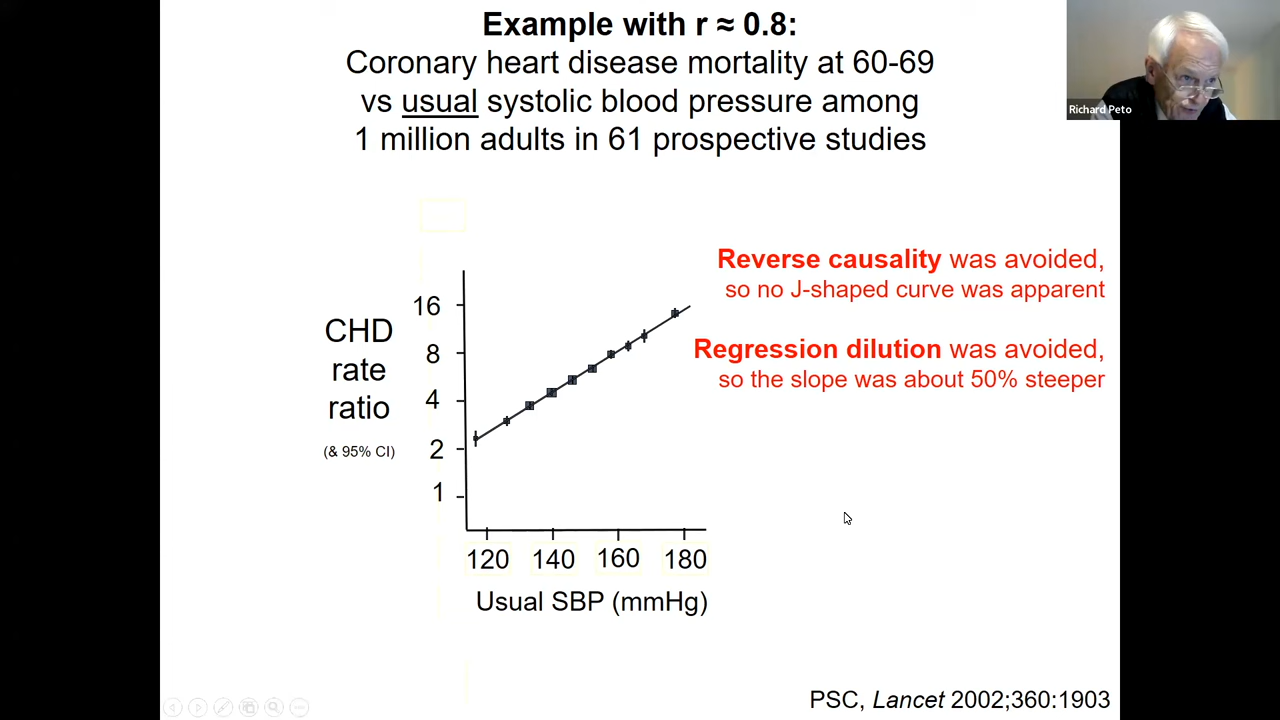 Example with r ≈ 0.8:
Coronary heart disease mortality at 60-69
vs usual systolic blood pressure among
1 million adults in 61 prospective studies
Richard Peto
Reverse causality was avoided,
so no J-shaped curve was apparent
Regression dilution was avoided,
so the slope was about 50% steeper
CHD
rate
ratio
(& 95% CI)
16
8
4
2
1
120 140 160 180
Usual SBP (mmHg)
PSC, Lancet 2002;360:1903